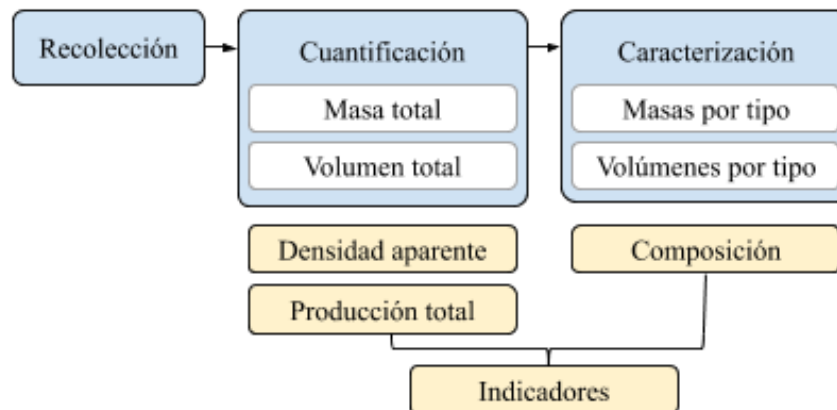 Recolección
Cuantificación
Masa total
Volumen total
Caracterización
Masas por tipo
Volúmenes por tipo
Densidad aparente
Producción total
Composición
Indicadores